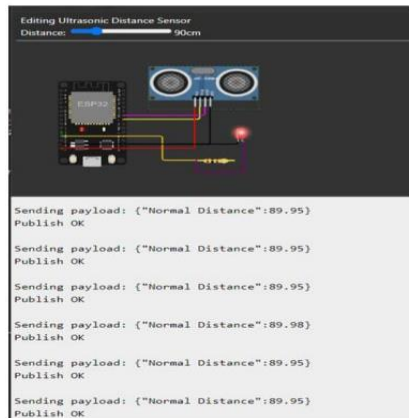 Editing Ultrasonic Distance Sensor
Distance: 90cm
ESP32
Sending payload: {"Normal Distance":89.95}
Publish OK
Sending payload: {"Normal Distance":89.95}
Publish OK
Sending payload: {"Normal Distance":89.95}
Publish OK
Sending payload: {"Normal Distance":89.98}
Publish OK
Sending payload: {"Normal Distance":89.95}
Publish OK
Sending payload: {"Normal Distance":89.95}
Publish OK